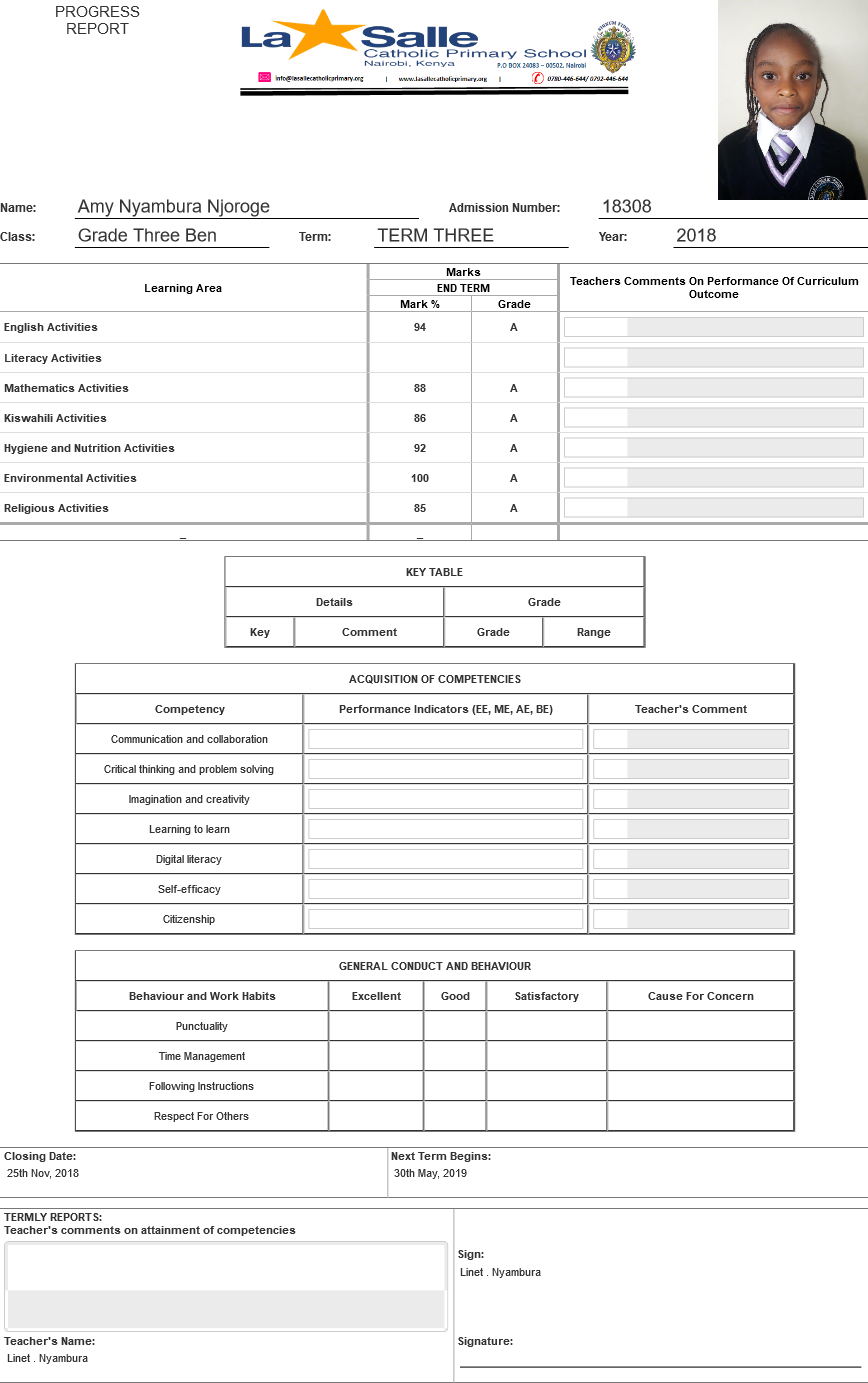 PROGRESS
REPORT
La Salle
Catholic Primary School
Nairobi, Kenya
P.O BOX 24083 – 00502, Nairobi
info@lasallecatholicprimary.org | www.lasallecatholicprimary.org | 0780-446-644/ 0792-446-644
Name: Amy Nyambura Njoroge Admission Number: 18308
Class: Grade Three Ben Term: TERM THREE Year: 2018
Learning Area Marks Teachers Comments On Performance Of Curriculum Outcome
END TERM
Mark % Grade
English Activities 94 A
Literacy Activities
Mathematics Activities 88 A
Kiswahili Activities 86 A
Hygiene and Nutrition Activities 92 A
Environmental Activities 100 A
Religious Activities 85 A
_ _
KEY TABLE
Details Grade
Key Comment Grade Range
ACQUISITION OF COMPETENCIES
Competency Performance Indicators (EE, ME, AE, BE) Teacher's Comment
Communication and collaboration
Critical thinking and problem solving
Imagination and creativity
Learning to learn
Digital literacy
Self-efficacy
Citizenship
GENERAL CONDUCT AND BEHAVIOUR
Behaviour and Work Habits Excellent Good Satisfactory Cause For Concern
Punctuality
Time Management
Following Instructions
Respect For Others
Closing Date: Next Term Begins:
25th Nov, 2018 30th May, 2019
TERMLY REPORTS:
Teacher's comments on attainment of competencies
Sign:
Linet . Nyambura
Teacher's Name: Signature:
Linet . Nyambura